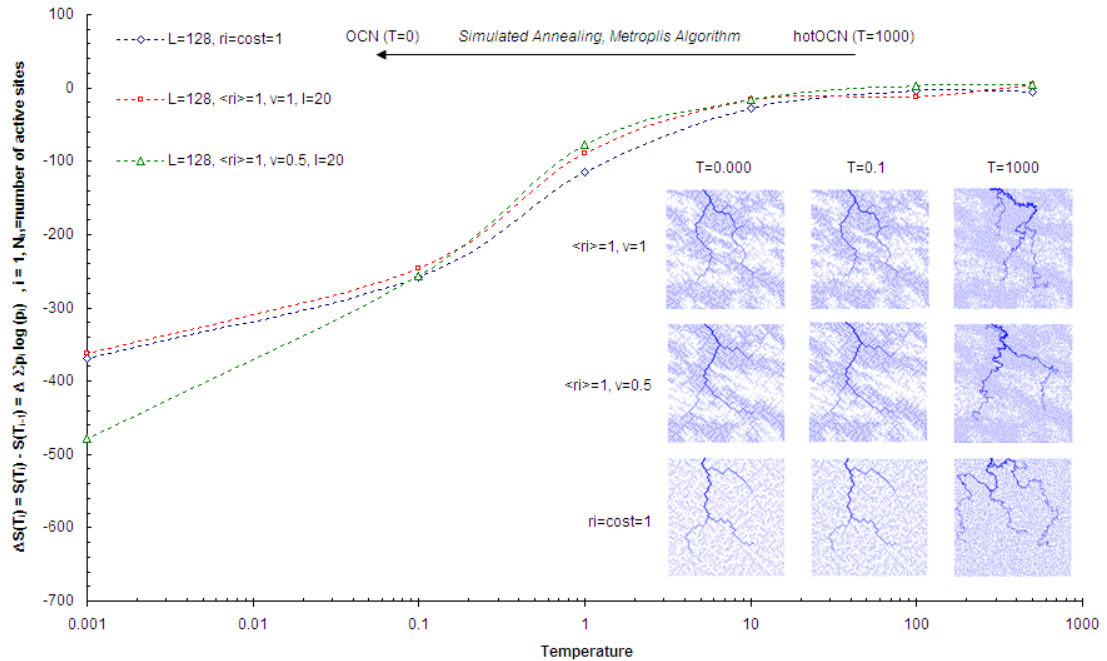 100
0
-100
-200
-300
-400
-500
-600
-700
ΔS(Ti) = S(Ti) - S(Ti-1) = Δ Σpi log (pi) , i = 1, Nas=number of active sites
L=128, ri=cost=1
L=128, <ri>=1, v=1, I=20
L=128, <ri>=1, v=0.5, I=20
OCN (T=0) Simulated Annealing, Metroplis Algorithm hotOCN (T=1000)
T=0.000 T=0.1 T=1000
<ri>=1, v=1
<ri>=1, v=0.5
ri=cost=1
0.001 0.01 0.1 1 10 100 1000
Temperature